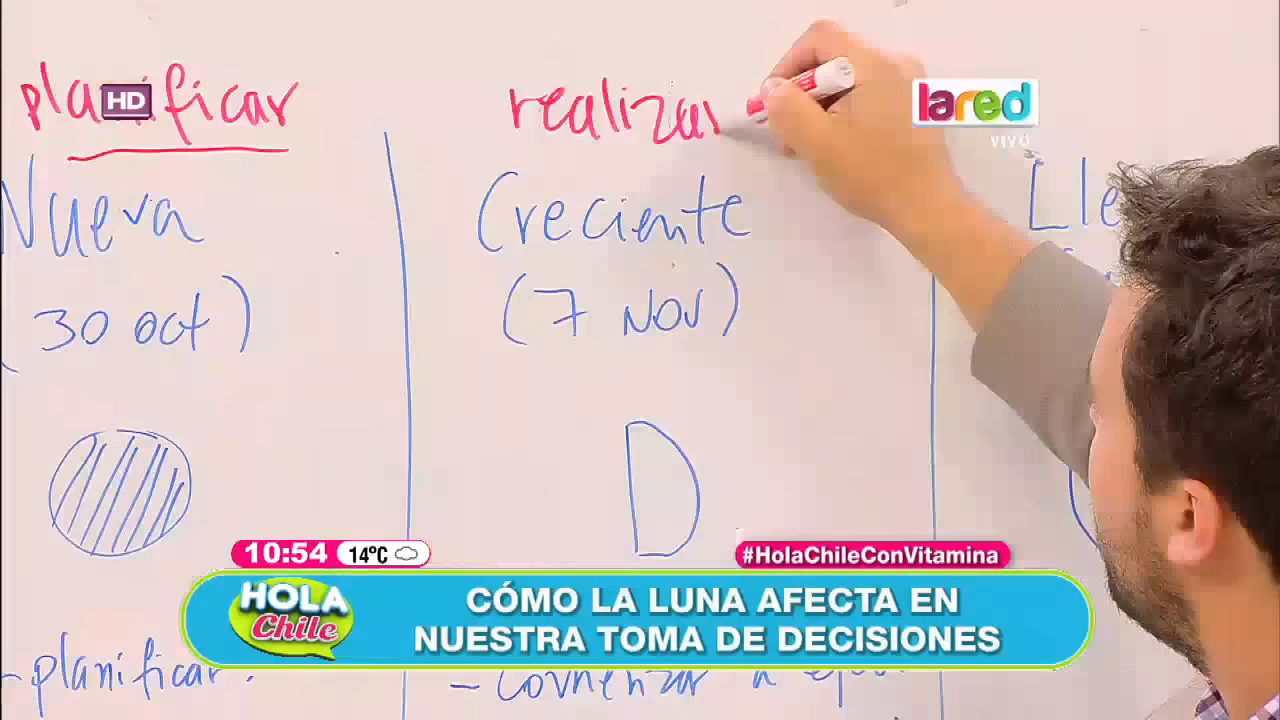 planificar
HD
realizar
lared
VIVO
Nueva
Creciente
Lle
(30 oct)
(7 Nov)
10:54 14°C
#HolaChileConVitamina
HOLA
Chile
CÓMO LA LUNA AFECTA EN
NUESTRA TOMA DE DECISIONES
- planificar
- comenzar a